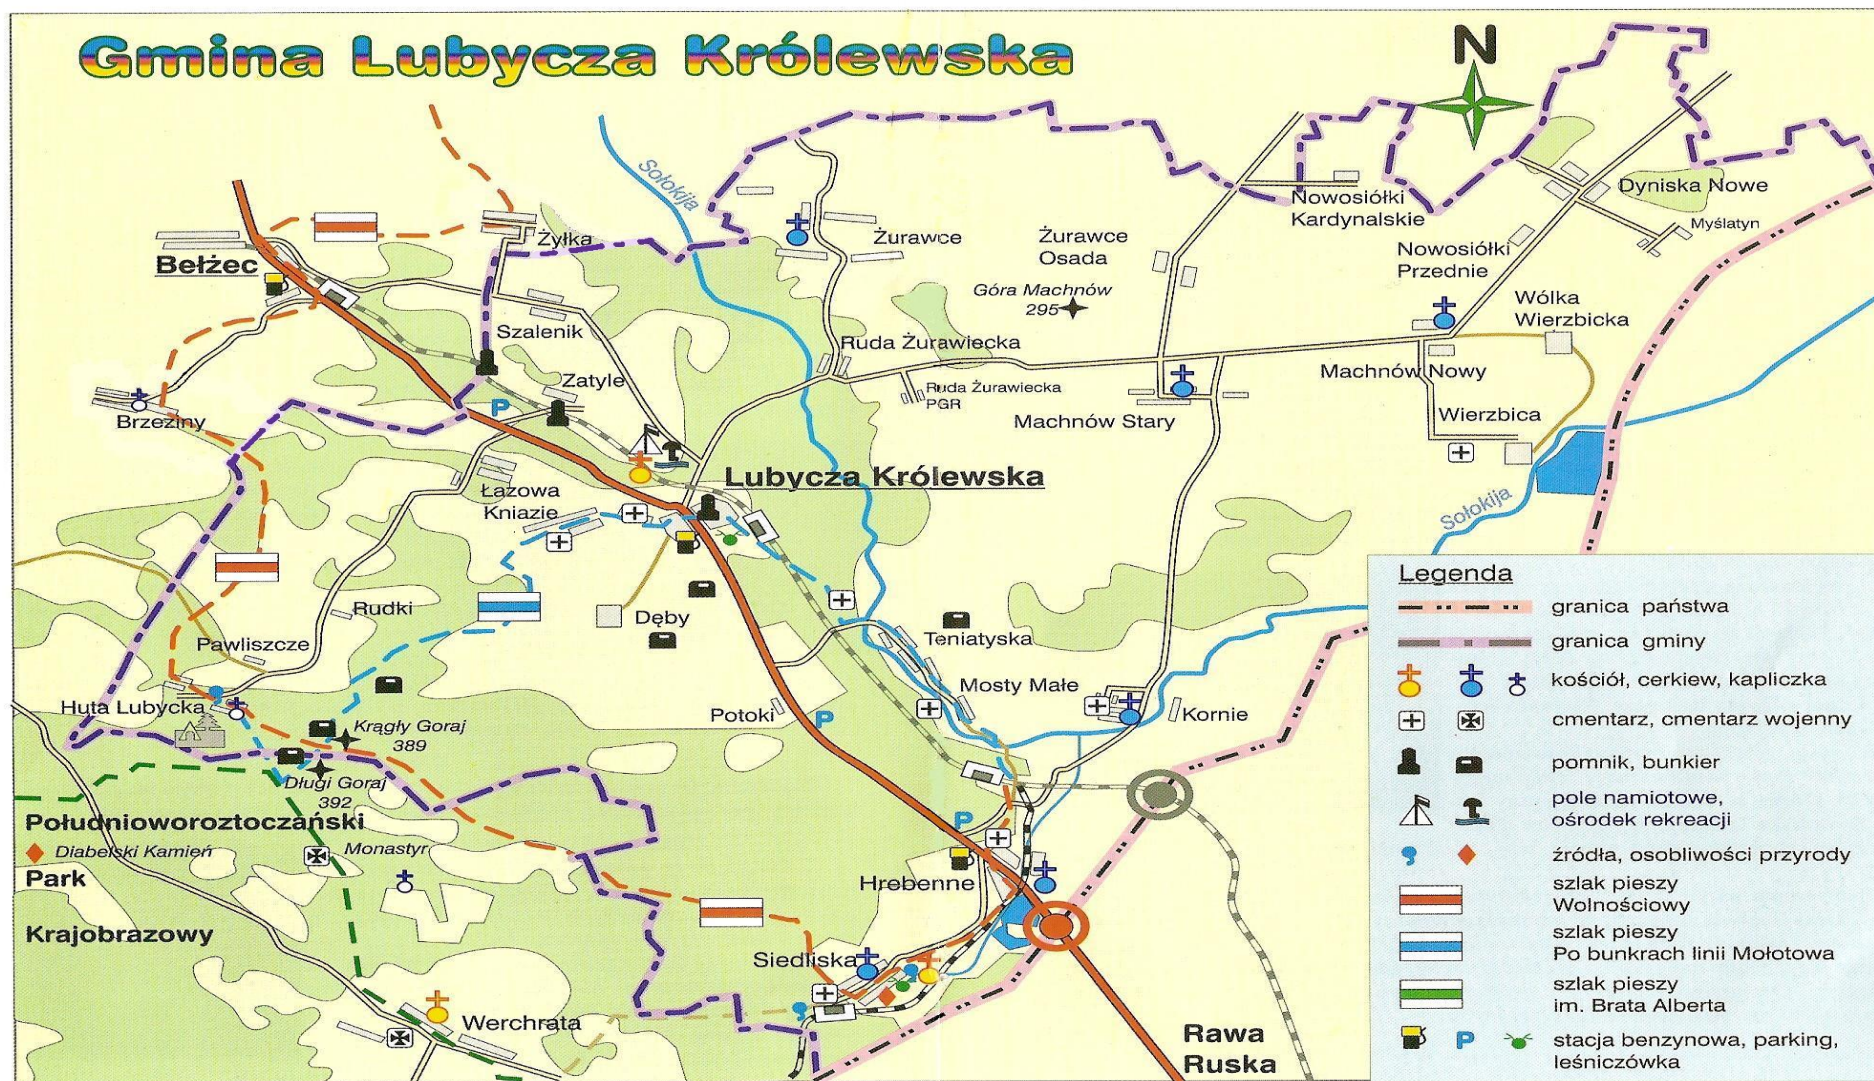 Gmina Lubycza Królewska
N
Sołokija
Żyłka
Bełżec
Żurawce
Żurawce
Osada
Góra Machnów
295
Nowosiółki
Kardynalskie
Dyniska Nowe
Myślatyn
Nowosiółki
Przednie
Wólka
Wierzbicka
Szalenik
Ruda Żurawiecka
Zatyle
Ruda Żurawiecka
PGR
Machnów Nowy
Machnów Stary
Wierzbica
Brzeziny
P
Lubycza Królewska
Łazowa
Kniazie
Sołokija
Rudki
Dęby
Teniatyska
Pawliszcze
Mosty Małe
Huta Lubycka
Potoki
P
Kornie
Krągły Goraj
389
Długi Goraj
392
Południoworoztoczański
Diabelski Kamień
Monastyr
Park
Krajobrazowy
P
Hrebenne
Siedliska
Werchrata
Rawa
Ruska
Legenda
granica państwa
granica gminy
kościół, cerkiew, kapliczka
cmentarz, cmentarz wojenny
pomnik, bunkier
pole namiotowe,
ośrodek rekreacji
źródła, osobliwości przyrody
szlak pieszy
Wolnościowy
szlak pieszy
Po bunkrach linii Mołotowa
szlak pieszy
im. Brata Alberta
P
stacja benzynowa, parking,
leśniczówka